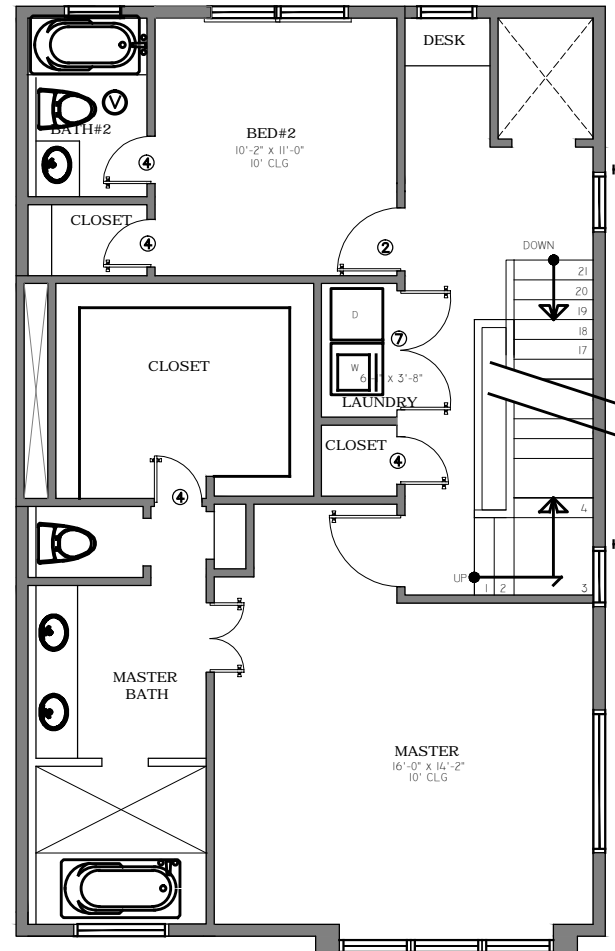 DESK
V
BATH#2
BED#2
10'-2" x 11'-0"
10' CLG
4
CLOSET
4
2
DOWN
21
20
19
18
17
D
7
W
CLOSET
LAUNDRY
CLOSET
4
4
4
UP
1
2
3
MASTER
BATH
MASTER
16'-0" x 14'-2"
10' CLG